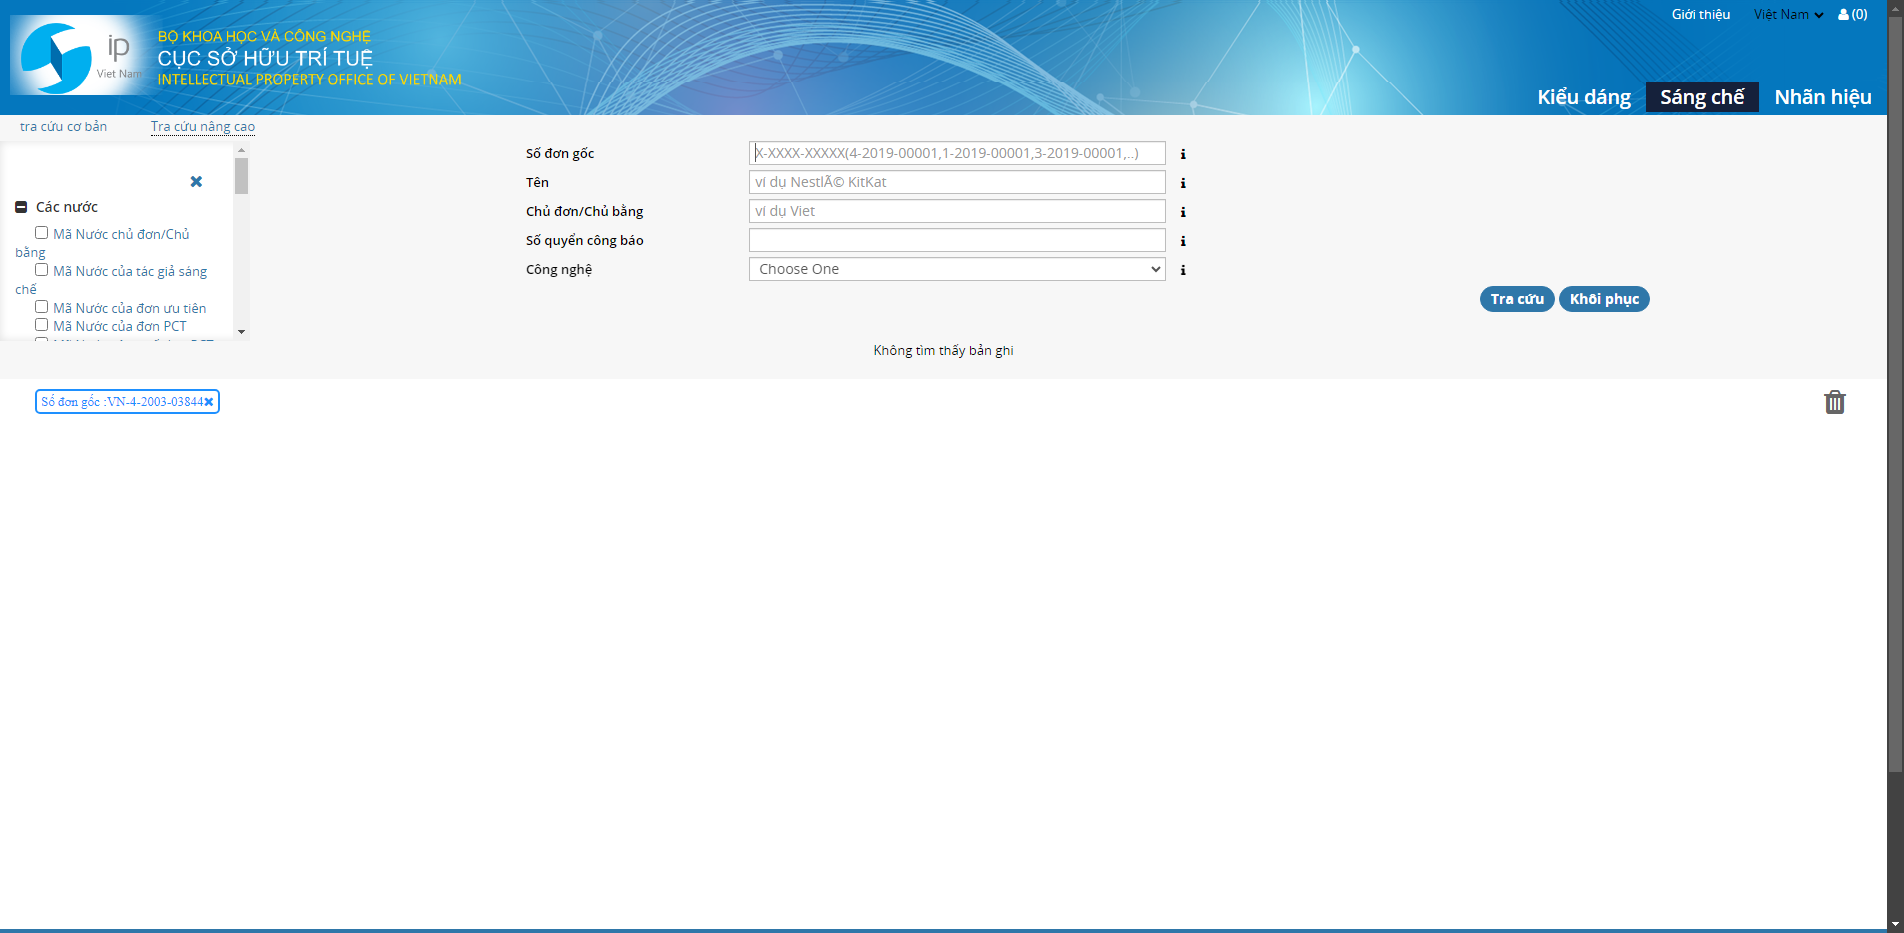 Giới thiệu
Việt Nam
(0)
ip
Viet Nam
BỘ KHOA HỌC VÀ CÔNG NGHỆ
CỤC SỞ HỮU TRÍ TUỆ
INTELLECTUAL PROPERTY OFFICE OF VIETNAM
Kiểu dáng
Sáng chế
Nhãn hiệu
tra cứu cơ bản
Tra cứu nâng cao
Các nước
Mã Nước chủ đơn/Chủ
bằng
Mã Nước của tác giả sáng
chế
Mã Nước của đơn ưu tiên
Mã Nước của đơn PCT
Số đơn gốc
X-XXXX-XXXXX(4-2019-00001,1-2019-00001,3-2019-00001,..)
Tên
ví dụ NestlÃ© KitKat
Chủ đơn/Chủ bằng
ví dụ Viet
Số quyển công báo
Công nghệ
Choose One
Tra cứu
Khôi phục
Không tìm thấy bản ghi
Số đơn gốc :VN-4-2003-03844